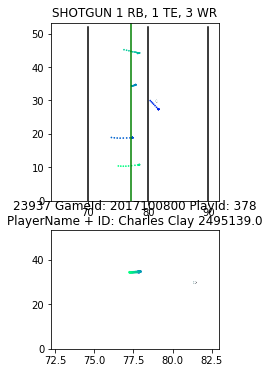 SHOTGUN 1 RB, 1 TE, 3 WR
50
40
30
20
10
0
70 80 90
23937 GameId: 2017100800 PlayId: 378
PlayerName + ID: Charles Clay 2495139.0
40
20
0
72.5 75.0 77.5 80.0 82.5